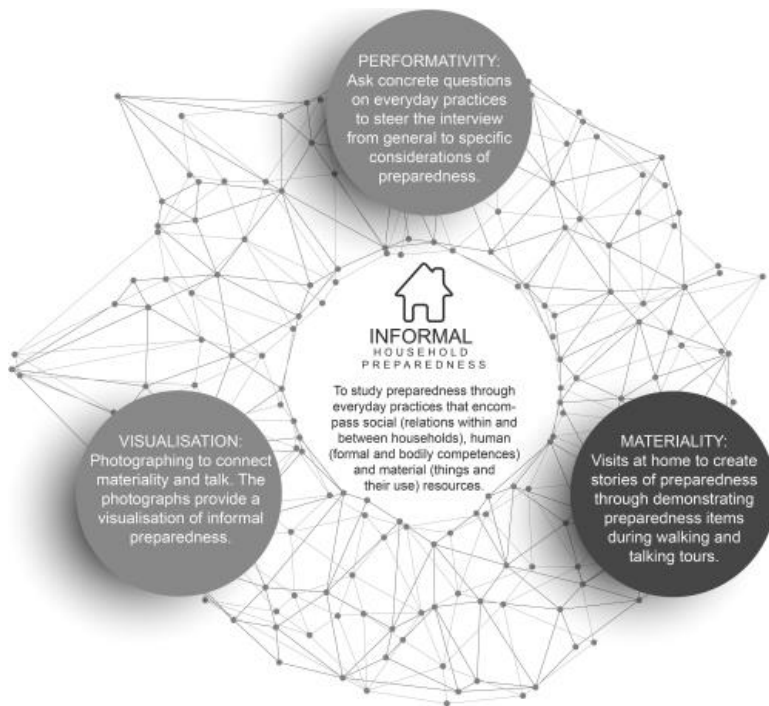 PERFORMATIVITY:
Ask concrete questions
on everyday practices
to steer the interview
from general to specific
considerations of
preparedness.
INFORMAL
HOUSEHOLD
PREPAREDNESS
To study preparedness through
everyday practices that encom-
pass social (relations within and
between households), human
(formal and bodily competences)
and material (things and
their use) resources.
VISUALISATION:
Photographing to connect
materiality and talk. The
photographs provide a
visualisation of informal
preparedness.
MATERIALITY:
Visits at home to create
stories of preparedness
through demonstrating
preparedness items
during walking and
talking tours.